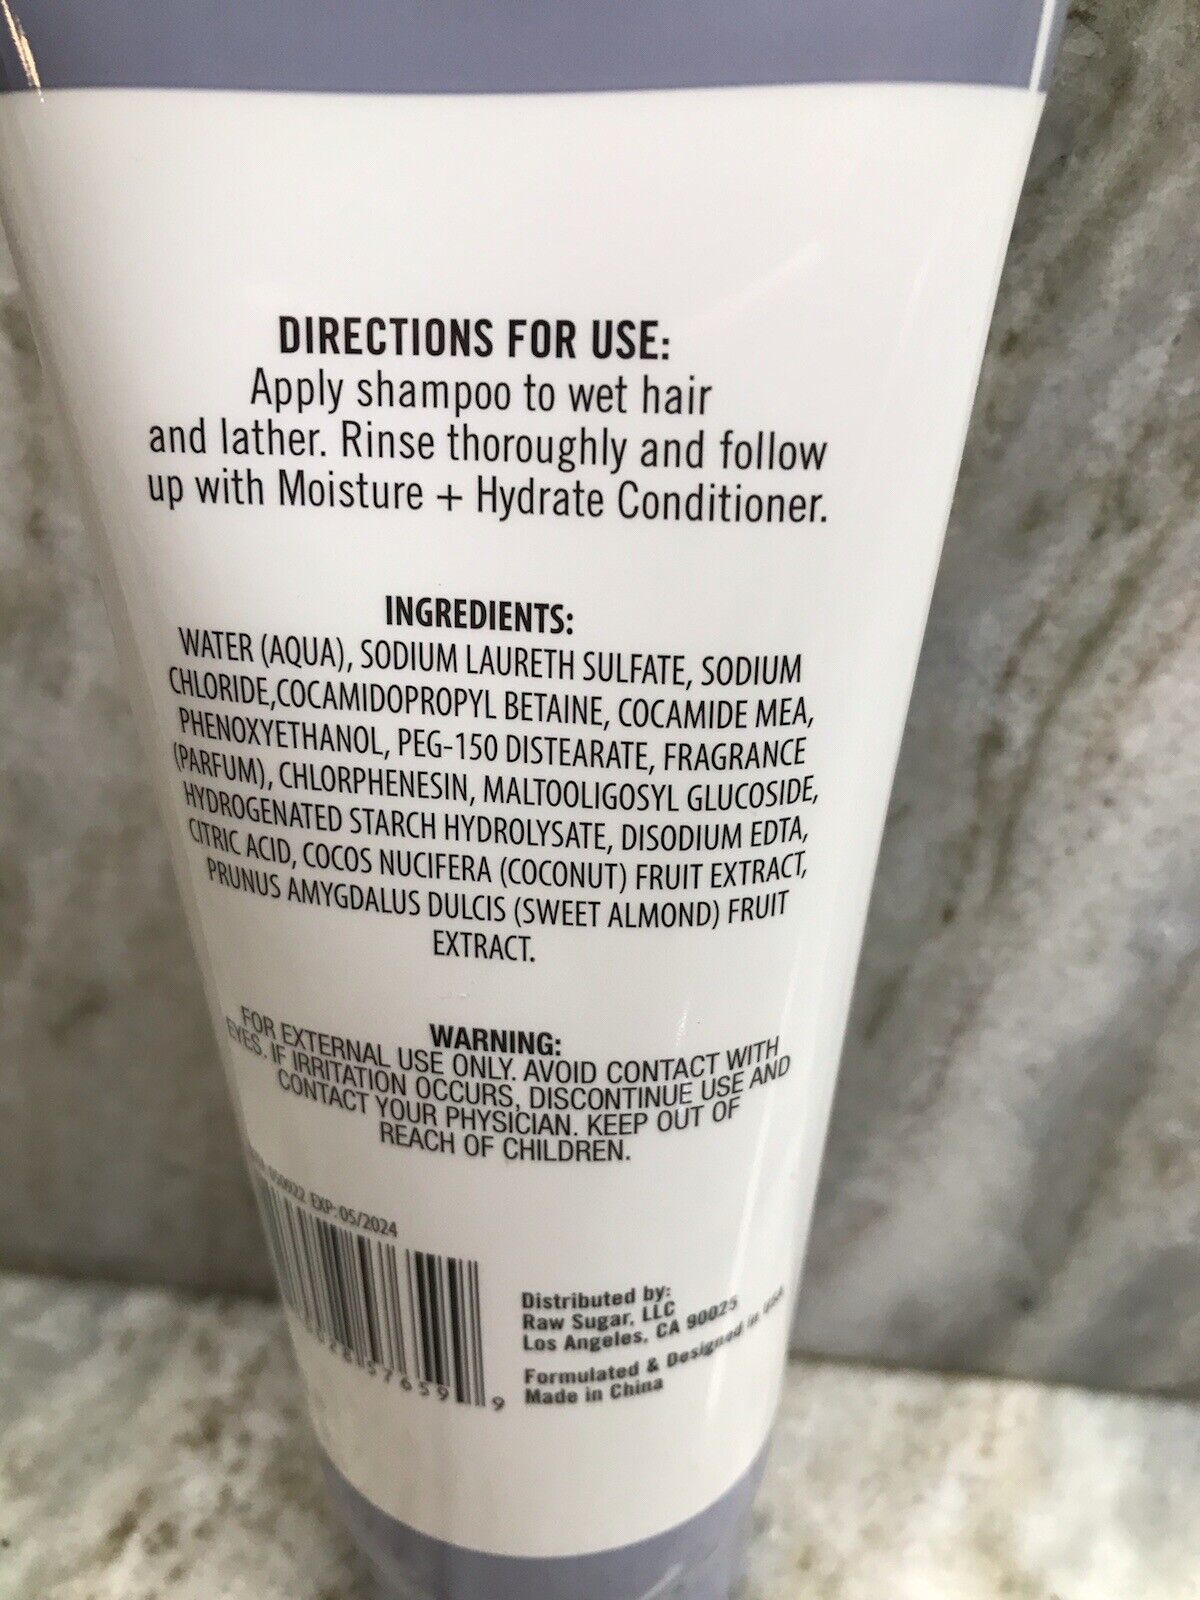 DIRECTIONS FOR USE:
Apply shampoo to wet hair
and lather. Rinse thoroughly and follow
up with Moisture + Hydrate Conditioner.
INGREDIENTS:
WATER (AQUA), SODIUM LAURETH SULFATE, SODIUM
CHLORIDE,COCAMIDOPROPYL BETAINE, COCAMIDE MEA,
PHENOXYETHANOL, PEG-150 DISTEARATE, FRAGRANCE
(PARFUM), CHLORPHENESIN, MALTOOLIGOSYL GLUCOSIDE,
HYDROGENATED STARCH HYDROLYSATE, DISODIUM EDTA,
CITRIC ACID, COCOS NUCIFERA (COCONUT) FRUIT EXTRACT,
PRUNUS AMYGDALUS DULCIS (SWEET ALMOND) FRUIT
EXTRACT.
WARNING:
FOR EXTERNAL USE ONLY. AVOID CONTACT WITH
EYES. IF IRRITATION OCCURS, DISCONTINUE USE AND
CONTACT YOUR PHYSICIAN. KEEP OUT OF
REACH OF CHILDREN.
EXP: 05/2024
57659 9
Distributed by:
Raw Sugar, LLC
Los Angeles, CA 90025
Formulated & Designed in USA
Made in China